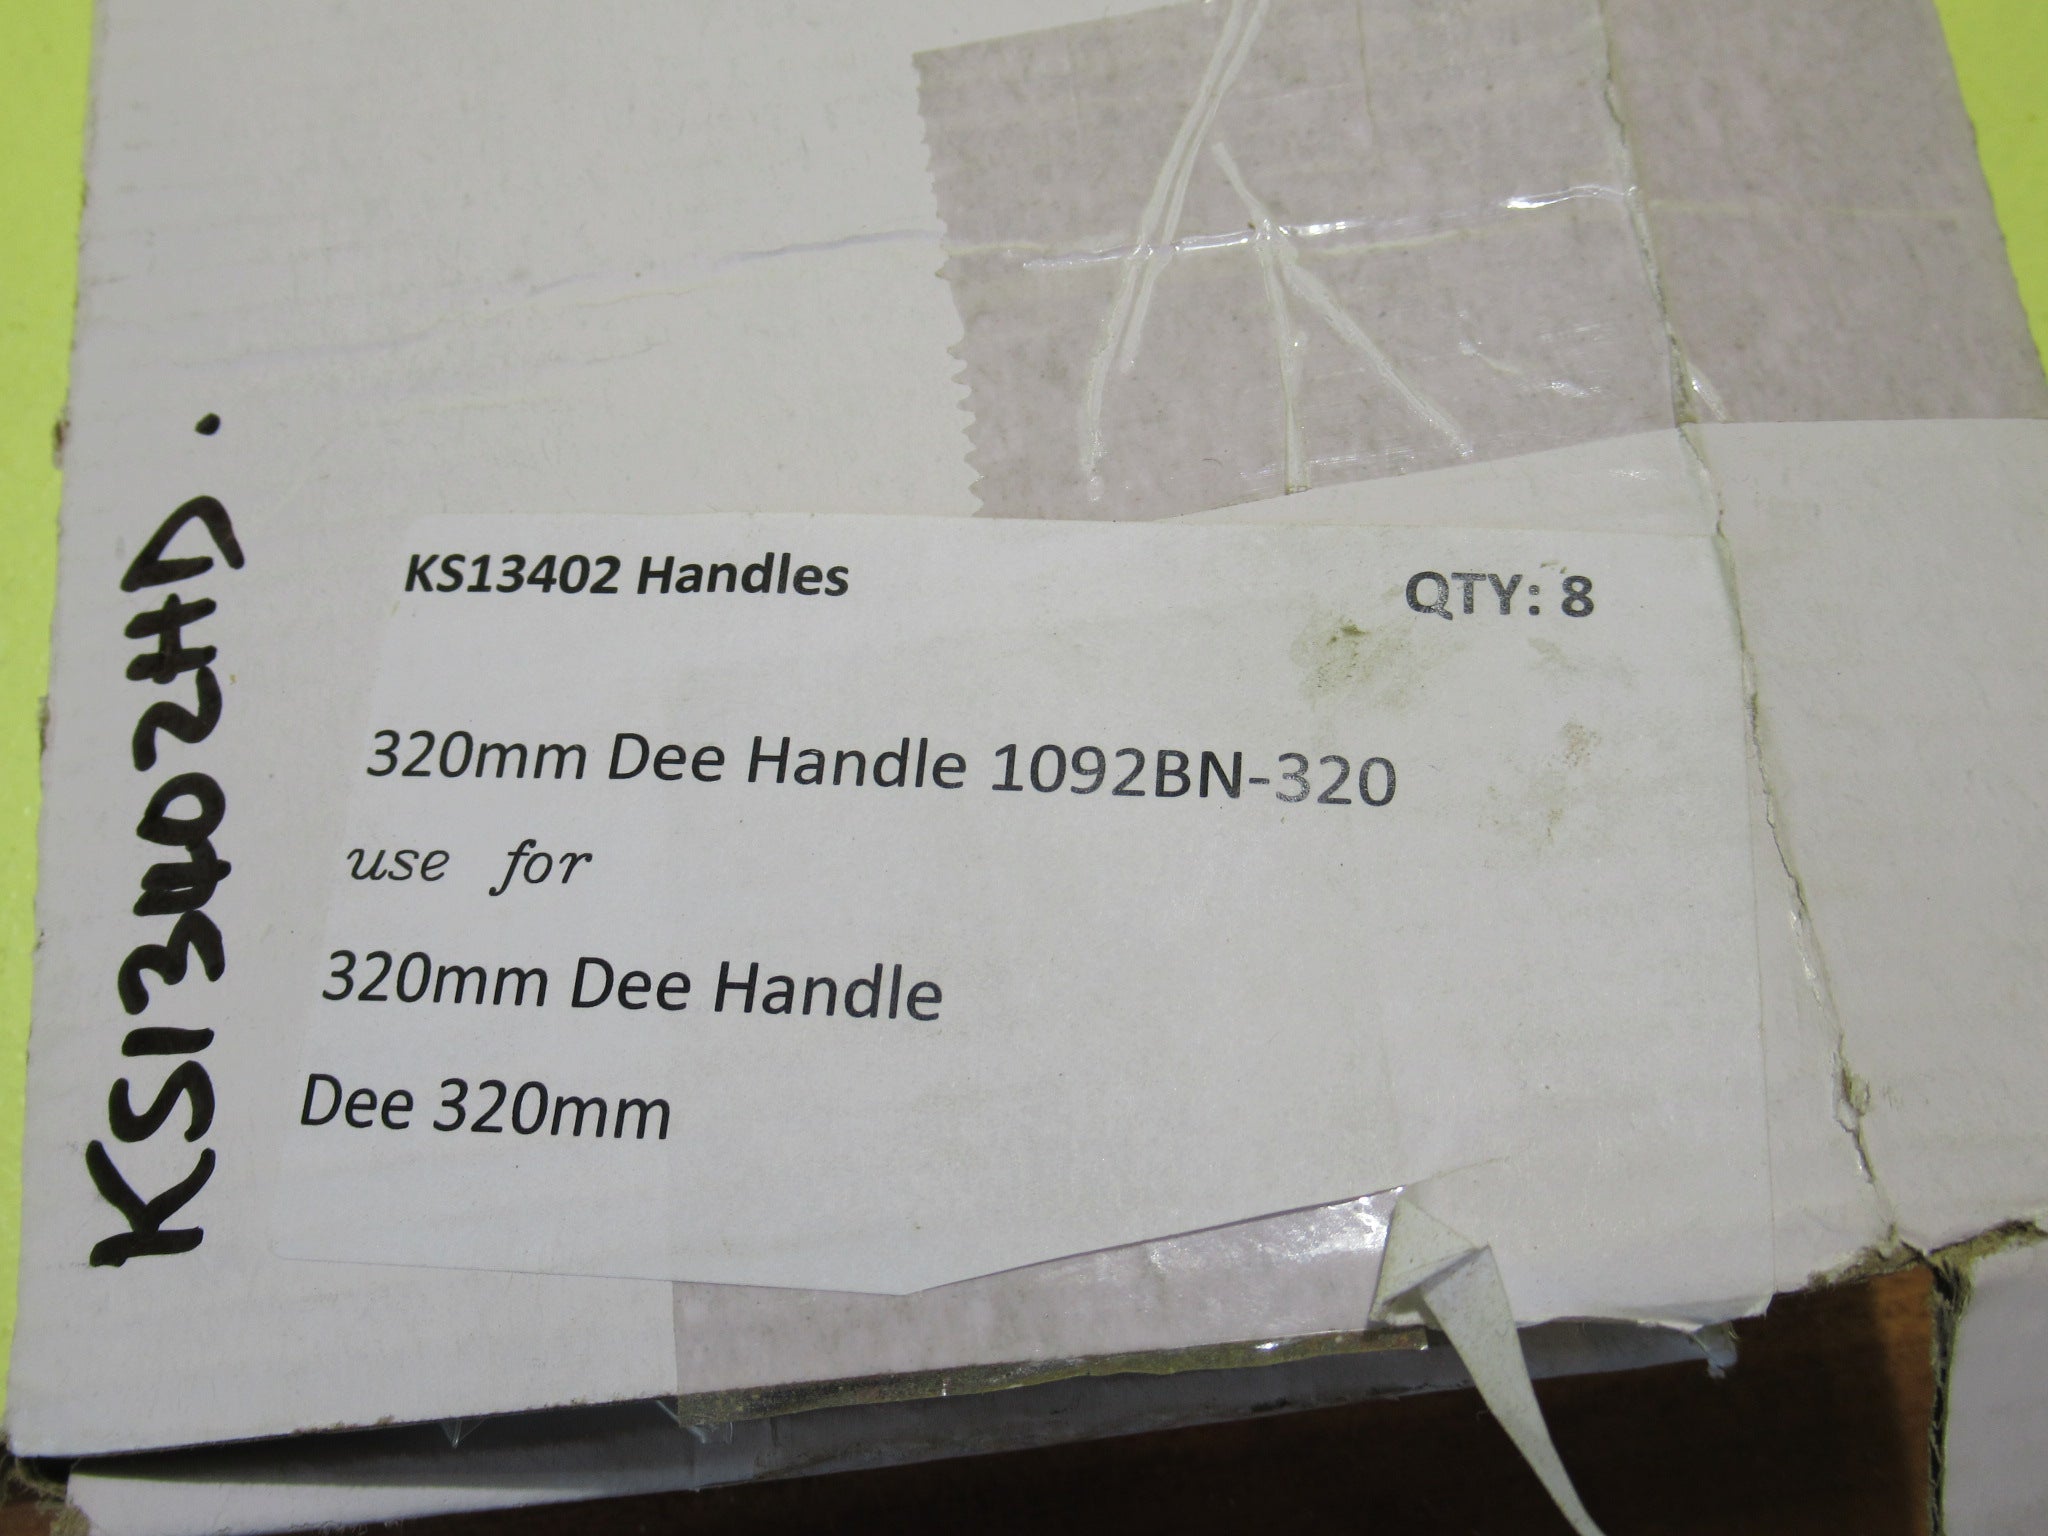 KS13402HD.
KS13402 Handles QTY: 8
320mm Dee Handle 1092BN-320
use for
320mm Dee Handle
Dee 320mm